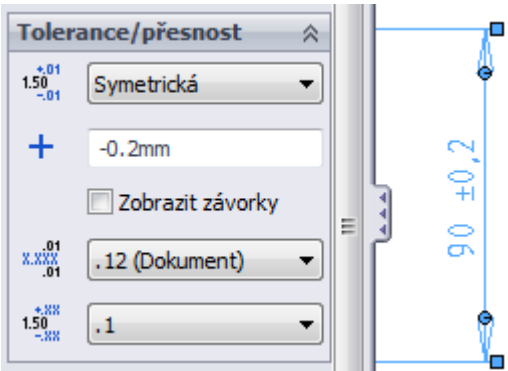 Tolerance/přesnost
1.50 +.01 -.01
Symetrická
-0.2mm
Zobrazit závorky
.01 X.XXX .01
.12 (Dokument)
1.50 +.XX -.XX
.1
90 ±0,2